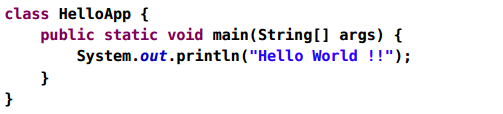 class HelloApp {
    public static void main(String[] args) {
        System.out.println("Hello World !!");
    }
}